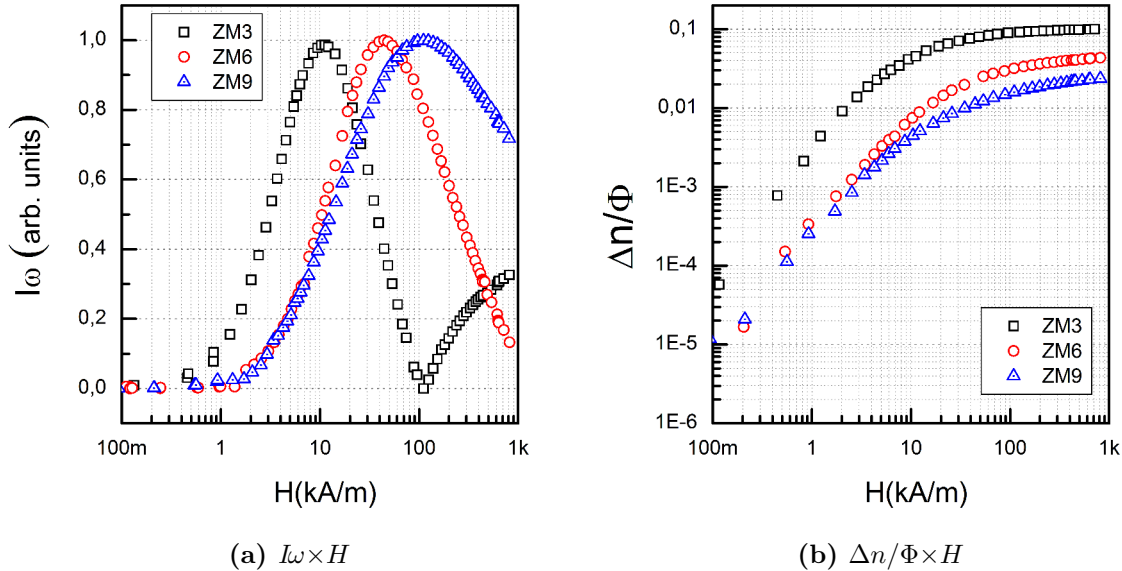 ZM3
ZM6
ZM9
1,0
0,8
0,6
0,4
0,2
0,0
Iω (arb. units)
100m 1 10 100 1k
H(kA/m)
(a) Iω×H
0,1
0,01
1E-3
1E-4
1E-5
1E-6
Δn/Φ
ZM3
ZM6
ZM9
100m 1 10 100 1k
H(kA/m)
(b) Δn/Φ×H